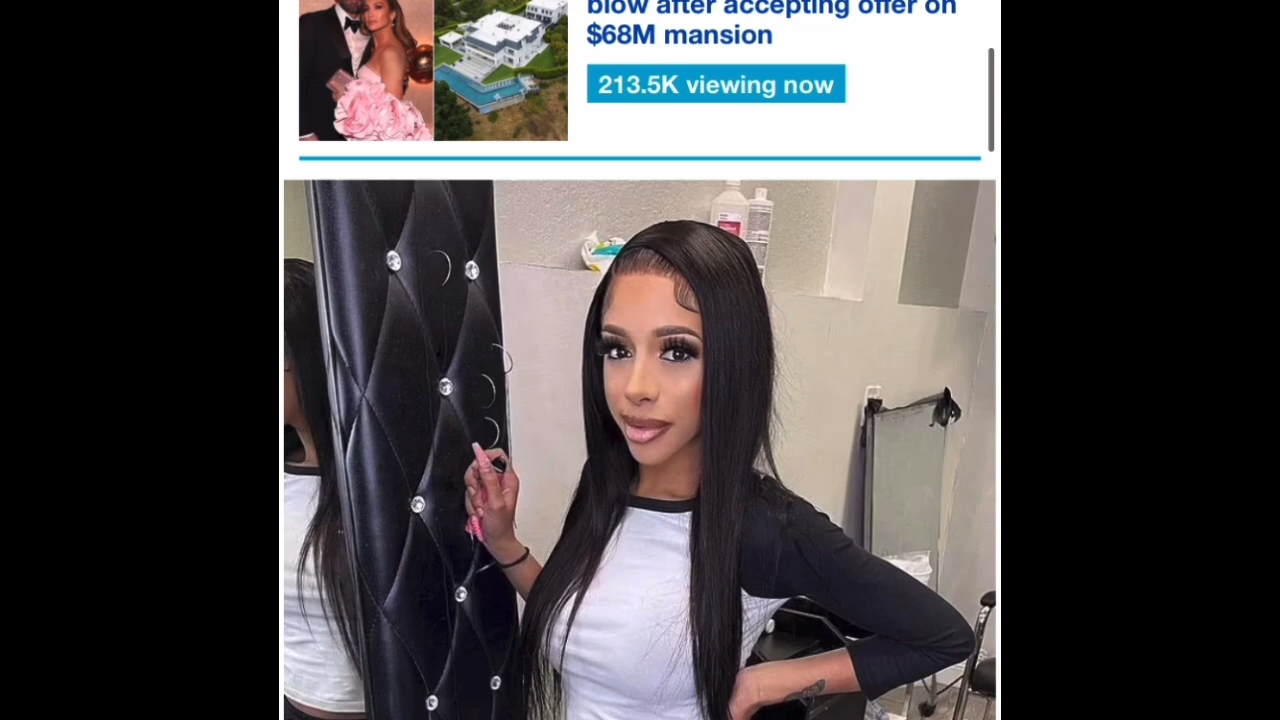 blow after accepting offer on
$68M mansion
213.5K viewing now